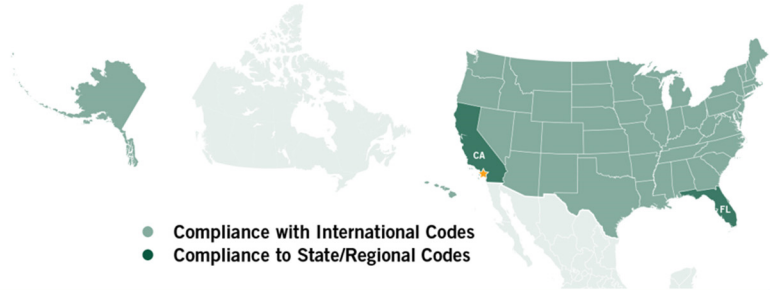 CA
FL
Compliance with International Codes
Compliance to State/Regional Codes